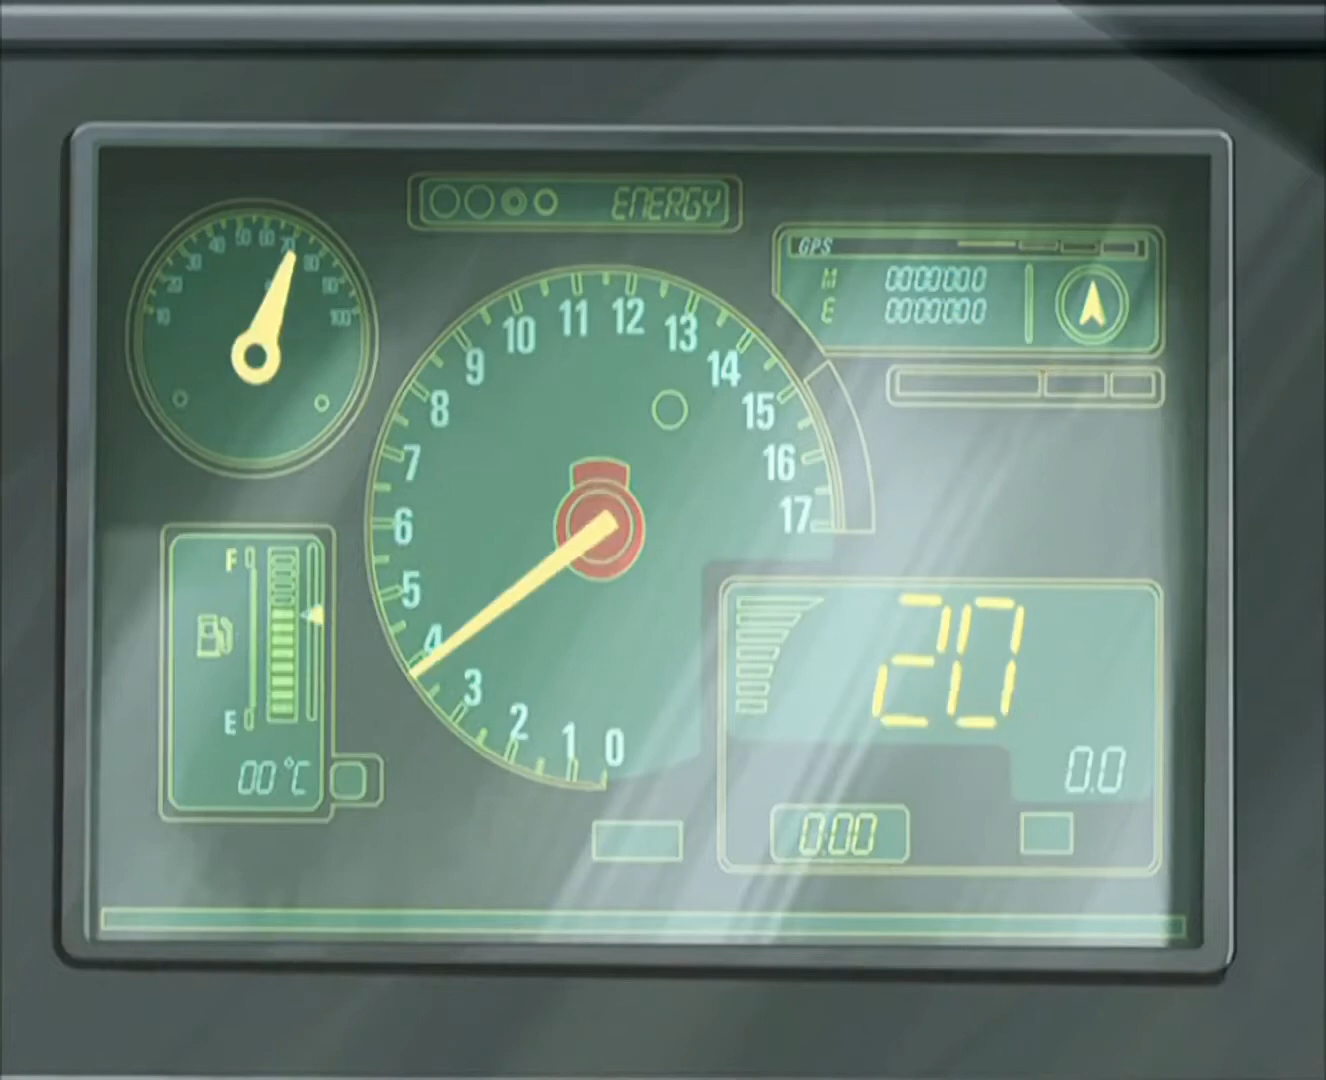 ENERGY
GPS
M 0000000.0
E 0000000.0
10 20 30 40 50 60 70 80 90 100
0 1 2 3 4 5 6 7 8 9 10 11 12 13 14 15 16 17
F
E
00°C
20
0.0
0:00